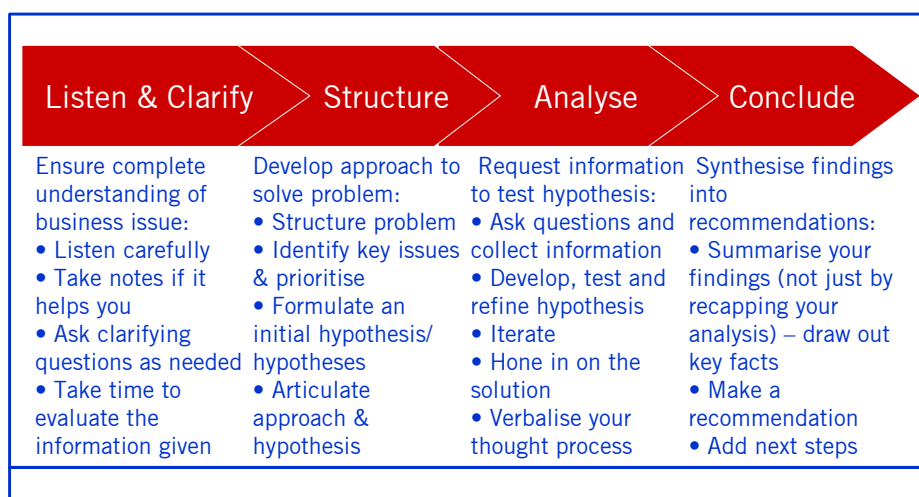 Listen & Clarify
Structure
Analyse
Conclude
Ensure complete
understanding of
business issue:
• Listen carefully
• Take notes if it
helps you
• Ask clarifying
questions as needed
• Take time to
evaluate the
information given
Develop approach to
solve problem:
• Structure problem
• Identify key issues
& prioritise
• Formulate an
initial hypothesis/
hypotheses
• Articulate
approach &
hypothesis
Request information
to test hypothesis:
• Ask questions and
collect information
• Develop, test and
refine hypothesis
• Iterate
• Hone in on the
solution
• Verbalise your
thought process
Synthesise findings
into
recommendations:
• Summarise your
findings (not just by
recapping your
analysis) – draw out
key facts
• Make a
recommendation
• Add next steps